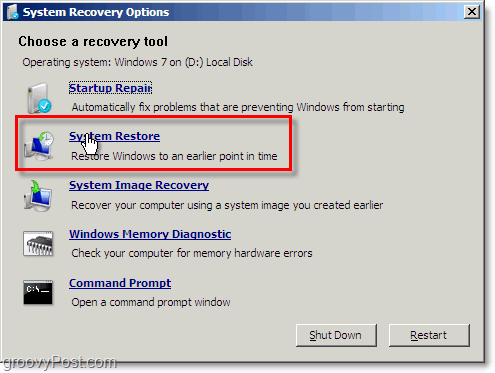 System Recovery Options
Choose a recovery tool
Operating system: Windows 7 on (D:) Local Disk
Startup Repair
Automatically fix problems that are preventing Windows from starting
System Restore
Restore Windows to an earlier point in time
System Image Recovery
Recover your computer using a system image you created earlier
Windows Memory Diagnostic
Check your computer for memory hardware errors
C:\_
Command Prompt
Open a command prompt window
Shut Down
Restart
groovyPost.com